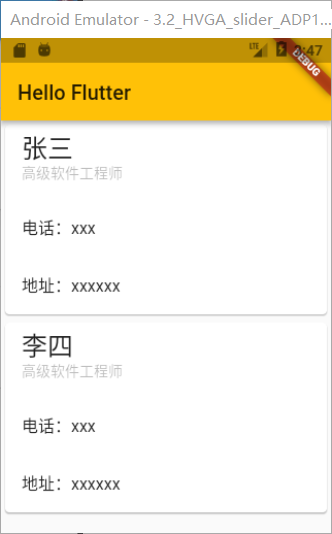 Android Emulator - 3.2_HVGA_slider_ADP1...
LTE
:47
DEBUG
Hello Flutter
张三
高级软件工程师
电话：xxx
地址：xxxxxx
李四
高级软件工程师
电话：xxx
地址：xxxxxx